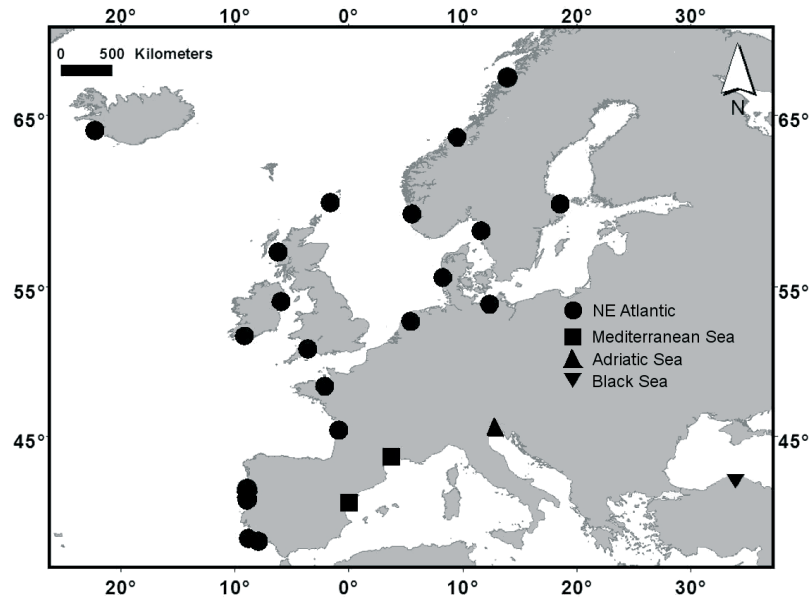 20° 10° 0° 10° 20° 30°
0 500 Kilometers
N
65° 65°
55° 55°
NE Atlantic
Mediterranean Sea
Adriatic Sea
Black Sea
45° 45°
20° 10° 0° 10° 20° 30°